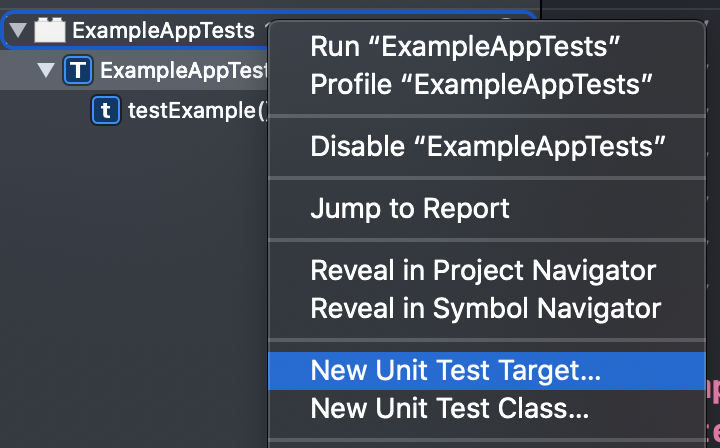 ExampleAppTests
ExampleAppTest
testExample()
Run “ExampleAppTests”
Profile “ExampleAppTests”
Disable “ExampleAppTests”
Jump to Report
Reveal in Project Navigator
Reveal in Symbol Navigator
New Unit Test Target...
New Unit Test Class...